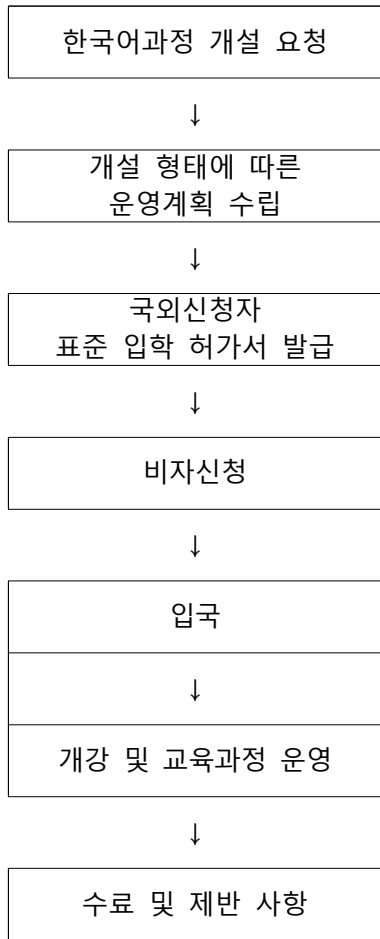 한국어과정 개설 요청
↓
개설 형태에 따른
운영계획 수립
↓
국외신청자
표준 입학 허가서 발급
↓
비자신청
↓
입국
↓
개강 및 교육과정 운영
↓
수료 및 제반 사항